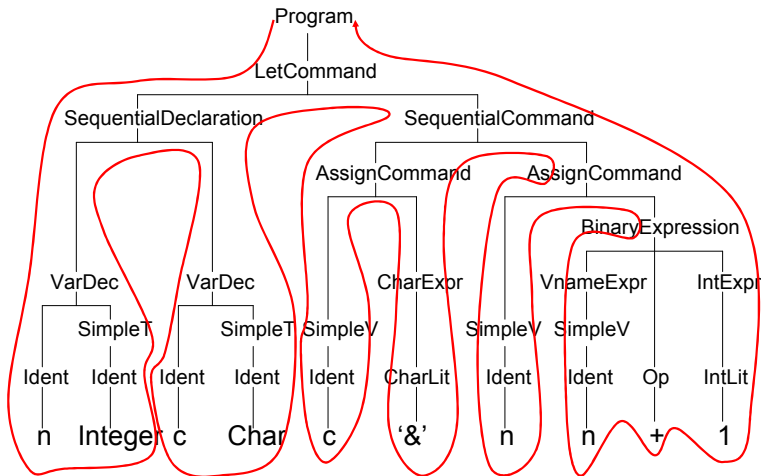 Program
LetCommand
SequentialDeclaration SequentialCommand
AssignCommand AssignCommand
BinaryExpression
VarDec VarDec CharExpr VnameExpr IntExpr
SimpleT SimpleT SimpleV SimpleV SimpleV
Ident Ident Ident Ident Ident CharLit Ident Ident Op IntLit
n Integer c Char c ‘&’ n n + 1